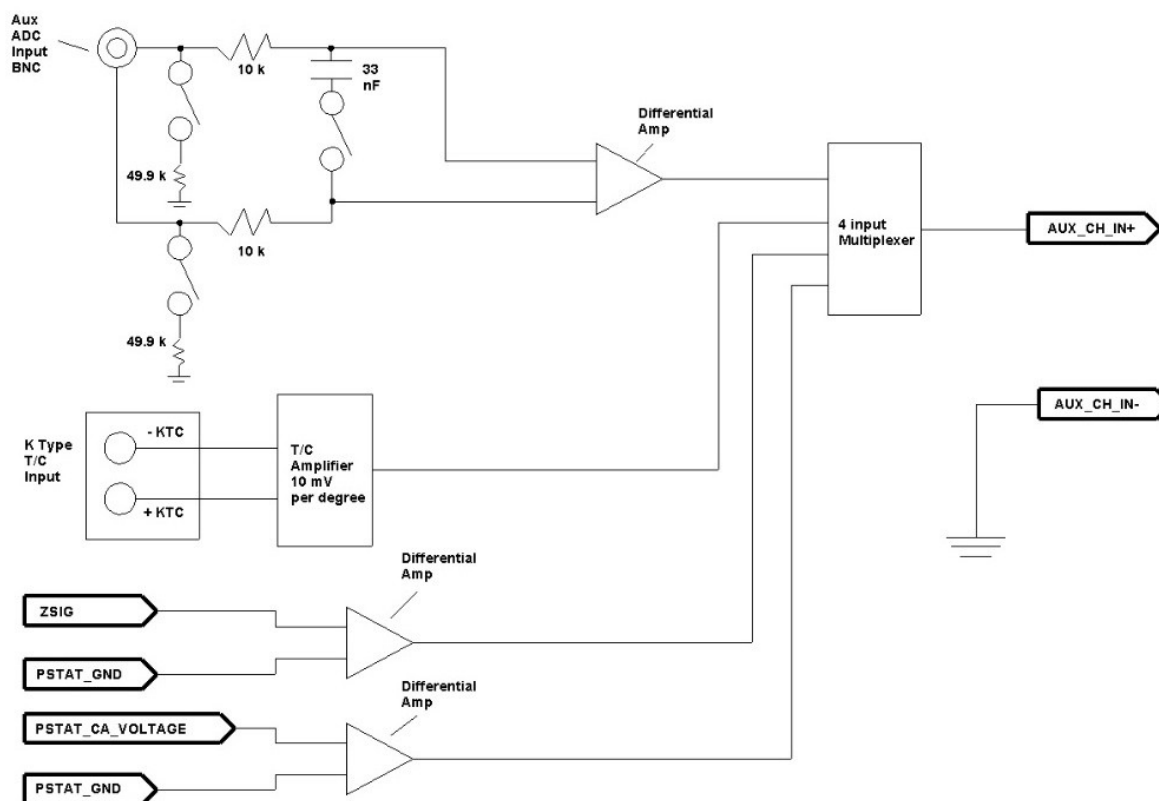 Aux
ADC
Input
BNC
10 k
33
nF
49.9 k
10 k
49.9 k
Differential
Amp
4 input
Multiplexer
AUX_CH_IN+
AUX_CH_IN-
K Type
T/C
Input
- KTC
+ KTC
T/C
Amplifier
10 mV
per degree
Differential
Amp
ZSIG
PSTAT_GND
Differential
Amp
PSTAT_CA_VOLTAGE
PSTAT_GND